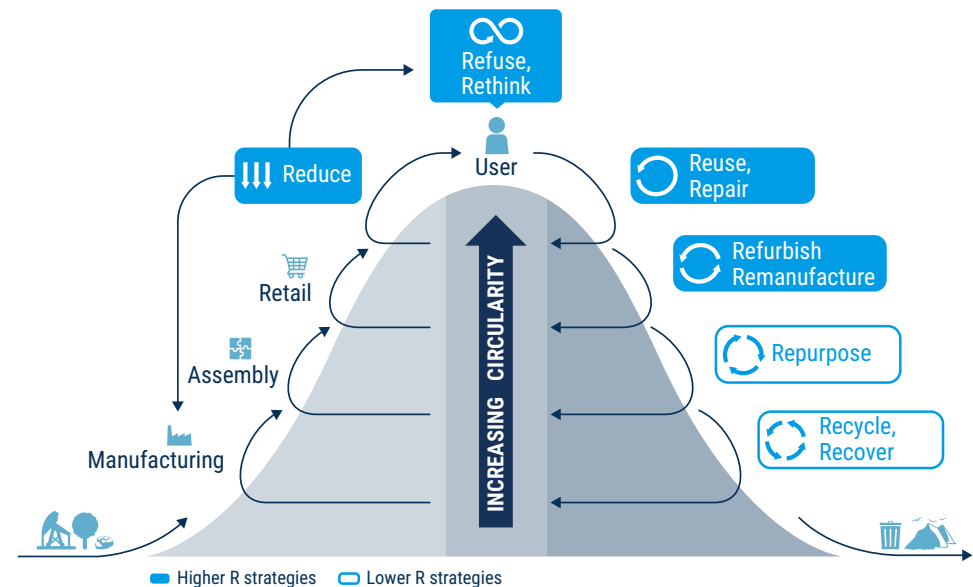 Refuse,
Rethink
Reduce
User
Reuse,
Repair
Refurbish
Remanufacture
Retail
Repurpose
Assembly
Recycle,
Recover
Manufacturing
INCREASING CIRCULARITY
Higher R strategies
Lower R strategies